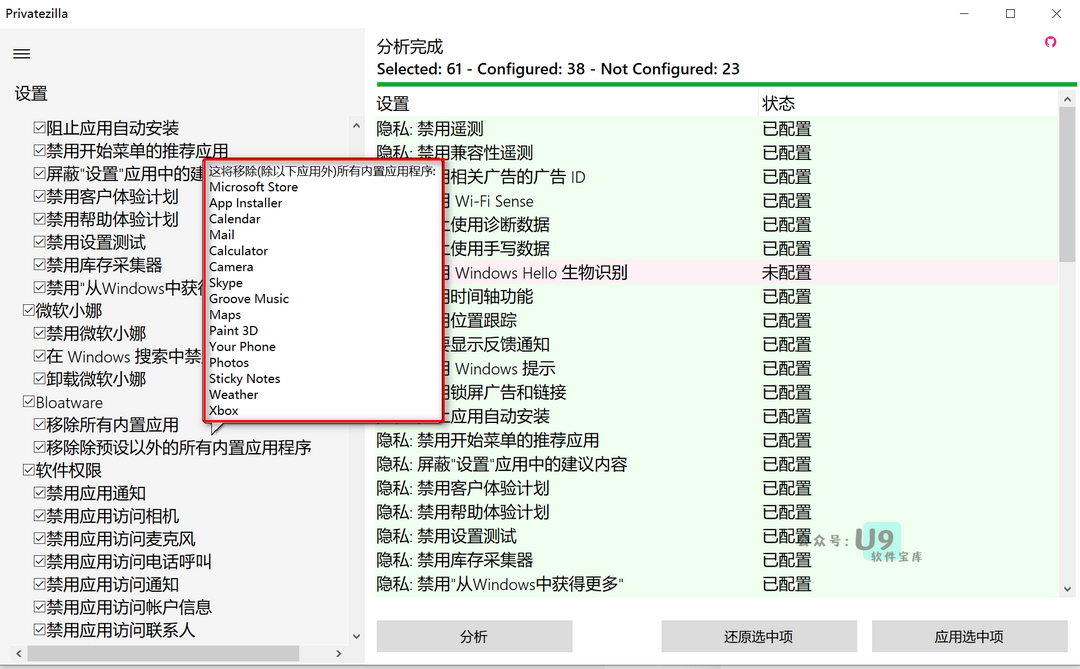 Privatezilla
设置
阻止应用自动安装
禁用开始菜单的推荐应用
屏蔽"设置"应用中的建
禁用客户体验计划
禁用帮助体验计划
禁用设置测试
禁用库存采集器
禁用"从Windows中获得
微软小娜
禁用微软小娜
在 Windows 搜索中禁
卸载微软小娜
Bloatware
移除所有内置应用
移除除预设以外的所有内置应用程序
软件权限
禁用应用通知
禁用应用访问相机
禁用应用访问麦克风
禁用应用访问电话呼叫
禁用应用访问通知
禁用应用访问帐户信息
禁用应用访问联系人
这将移除(除以下应用外)所有内置应用程序:
Microsoft Store
App Installer
Calendar
Mail
Calculator
Camera
Skype
Groove Music
Maps
Paint 3D
Your Phone
Photos
Sticky Notes
Weather
Xbox
分析完成
Selected: 61 - Configured: 38 - Not Configured: 23
设置 状态
隐私: 禁用遥测 已配置
隐私: 禁用兼容性遥测 已配置
相关广告的广告 ID 已配置
Wi-Fi Sense 已配置
使用诊断数据 已配置
使用手写数据 已配置
Windows Hello 生物识别 未配置
时间轴功能 已配置
位置跟踪 已配置
显示反馈通知 已配置
Windows 提示 已配置
锁屏广告和链接 已配置
应用自动安装 已配置
隐私: 禁用开始菜单的推荐应用 已配置
隐私: 屏蔽"设置"应用中的建议内容 已配置
隐私: 禁用客户体验计划 已配置
隐私: 禁用帮助体验计划 已配置
隐私: 禁用设置测试 已配置
隐私: 禁用库存采集器 已配置
隐私: 禁用"从Windows中获得更多" 已配置
公众号: U9
软件宝库
分析
还原选中项
应用选中项